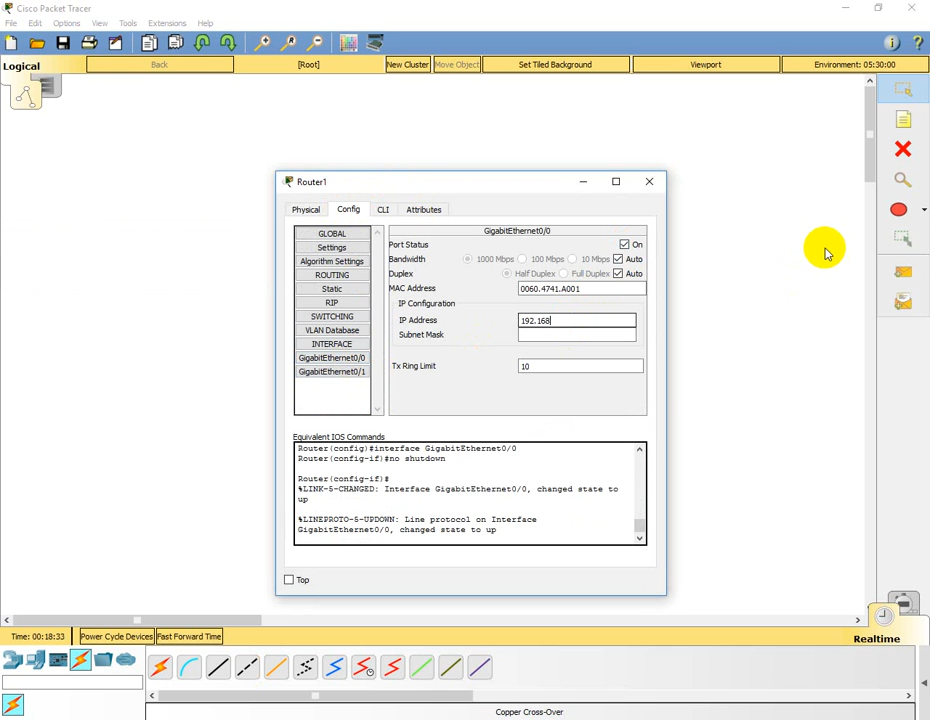 Cisco Packet Tracer
File Edit Options View Tools Extensions Help
Logical Back [Root] New Cluster Move Object Set Tiled Background Viewport Environment: 05:30:00
Router1
Physical Config CLI Attributes
GLOBAL
Settings
Algorithm Settings
ROUTING
Static
RIP
SWITCHING
VLAN Database
INTERFACE
GigabitEthernet0/0
GigabitEthernet0/1
GigabitEthernet0/0
Port Status On
Bandwidth 1000 Mbps 100 Mbps 10 Mbps Auto
Duplex Half Duplex Full Duplex Auto
MAC Address 0060.4741.A001
IP Configuration
IP Address 192.168
Subnet Mask
Tx Ring Limit 10
Equivalent IOS Commands
Router(config)#interface GigabitEthernet0/0
Router(config-if)#no shutdown
Router(config-if)#
%LINK-5-CHANGED: Interface GigabitEthernet0/0, changed state to
up
%LINEPROTO-5-UPDOWN: Line protocol on Interface
GigabitEthernet0/0, changed state to up
Top
Time: 00:18:33 Power Cycle Devices Fast Forward Time
Realtime
Copper Cross-Over